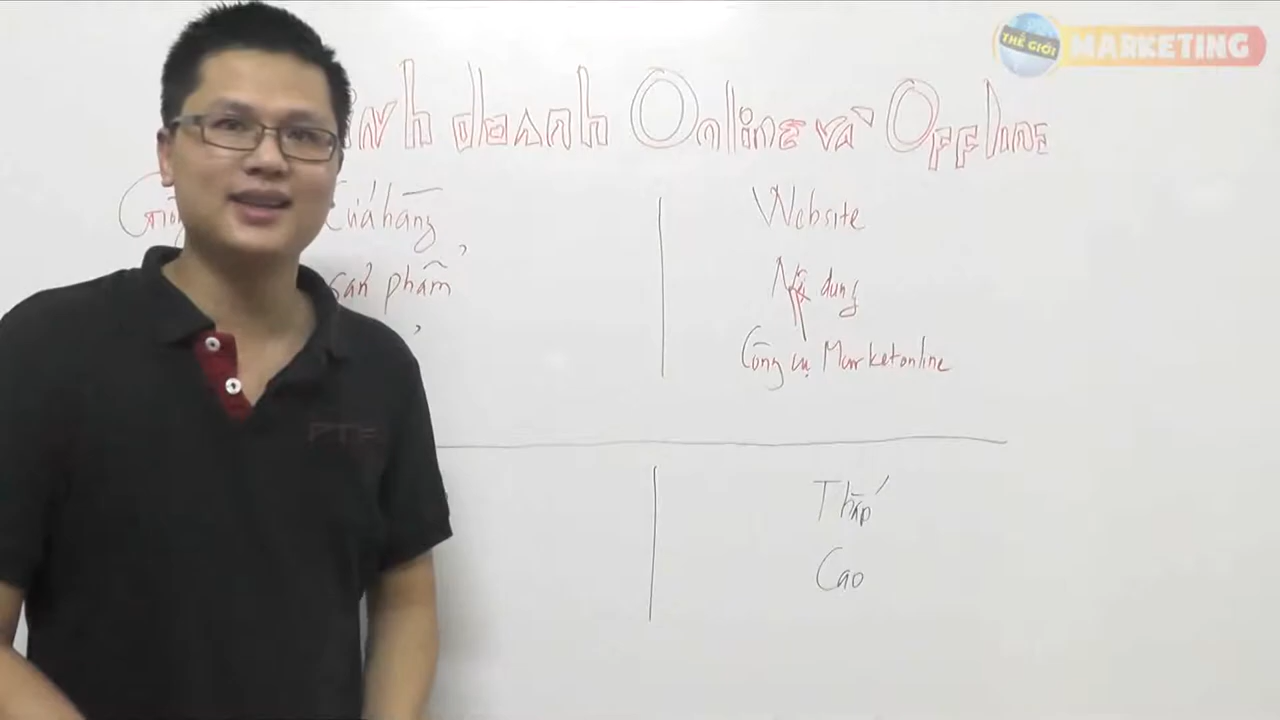 THẾ GIỚI MARKETING
doanh Online và Offline
Cửa hàng
Website
sản phẩm
Nội dung
Công cụ Marketonline
Thấp
Cao